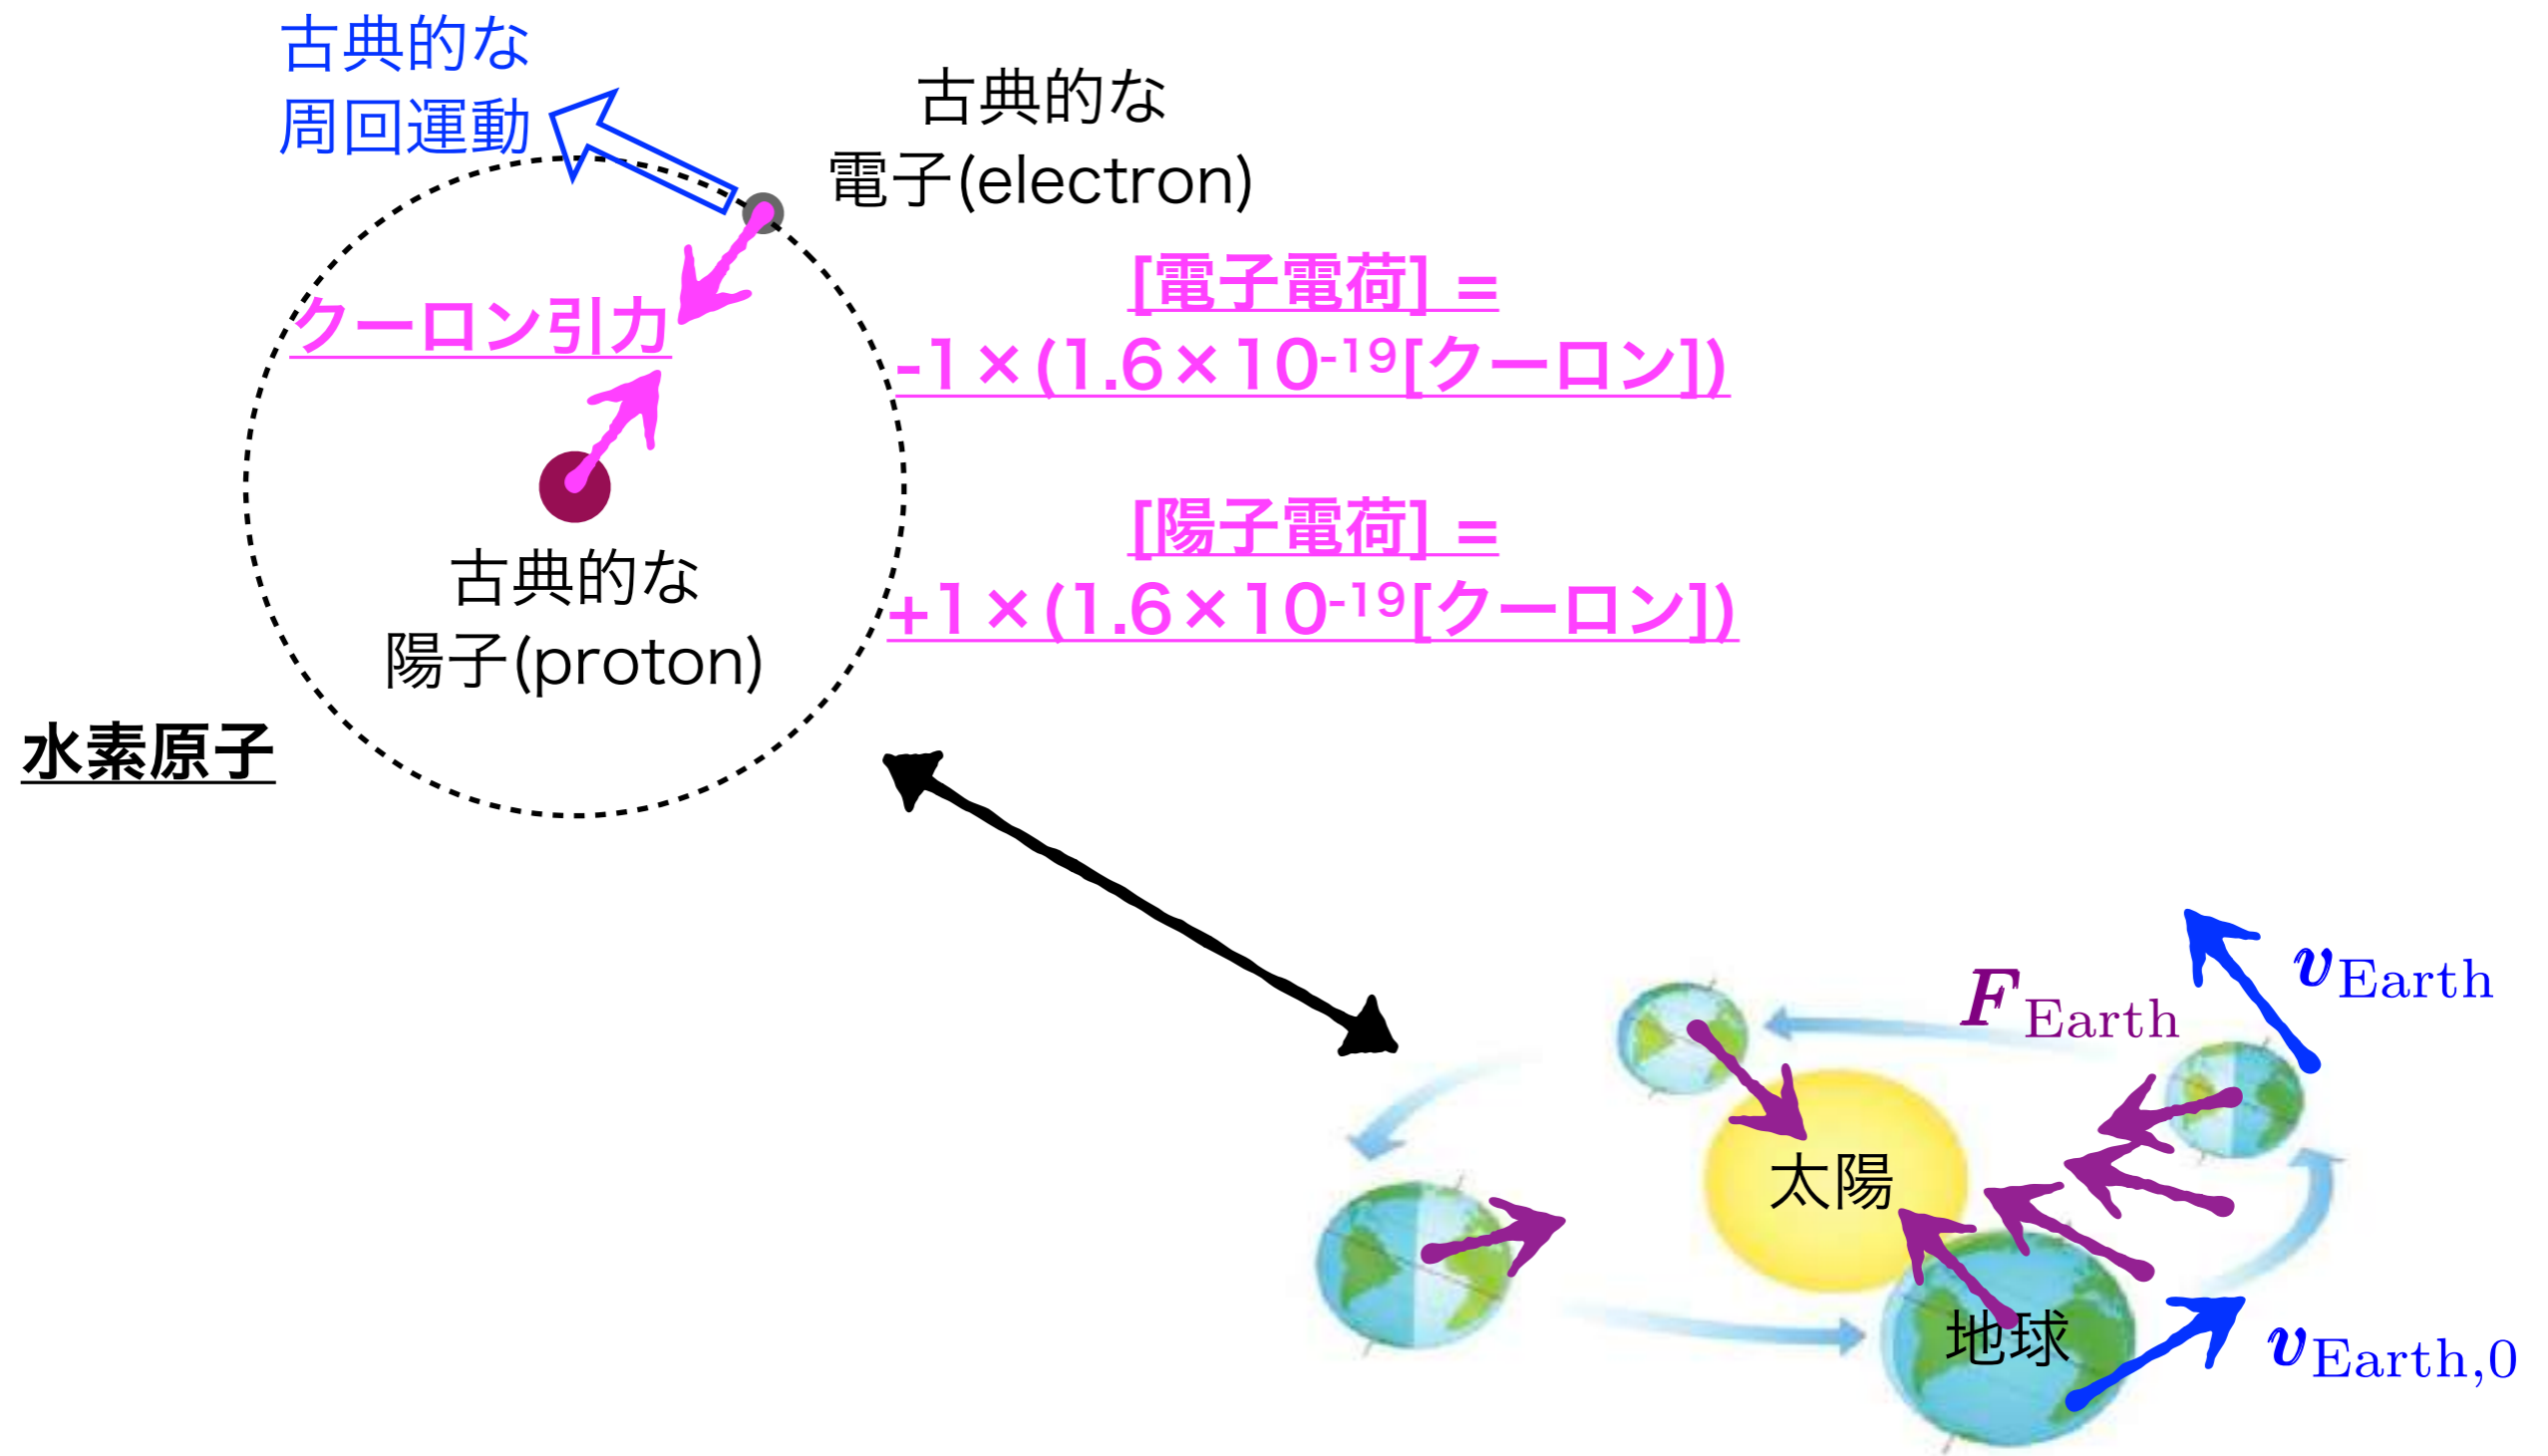 古典的な
周回運動
古典的な
電子(electron)
クーロン引力
[電子電荷] =
-1×(1.6×10-19[クーロン])
[陽子電荷] =
+1×(1.6×10-19[クーロン])
古典的な
陽子(proton)
水素原子
FEarth
vEarth
太陽
地球
vEarth,0